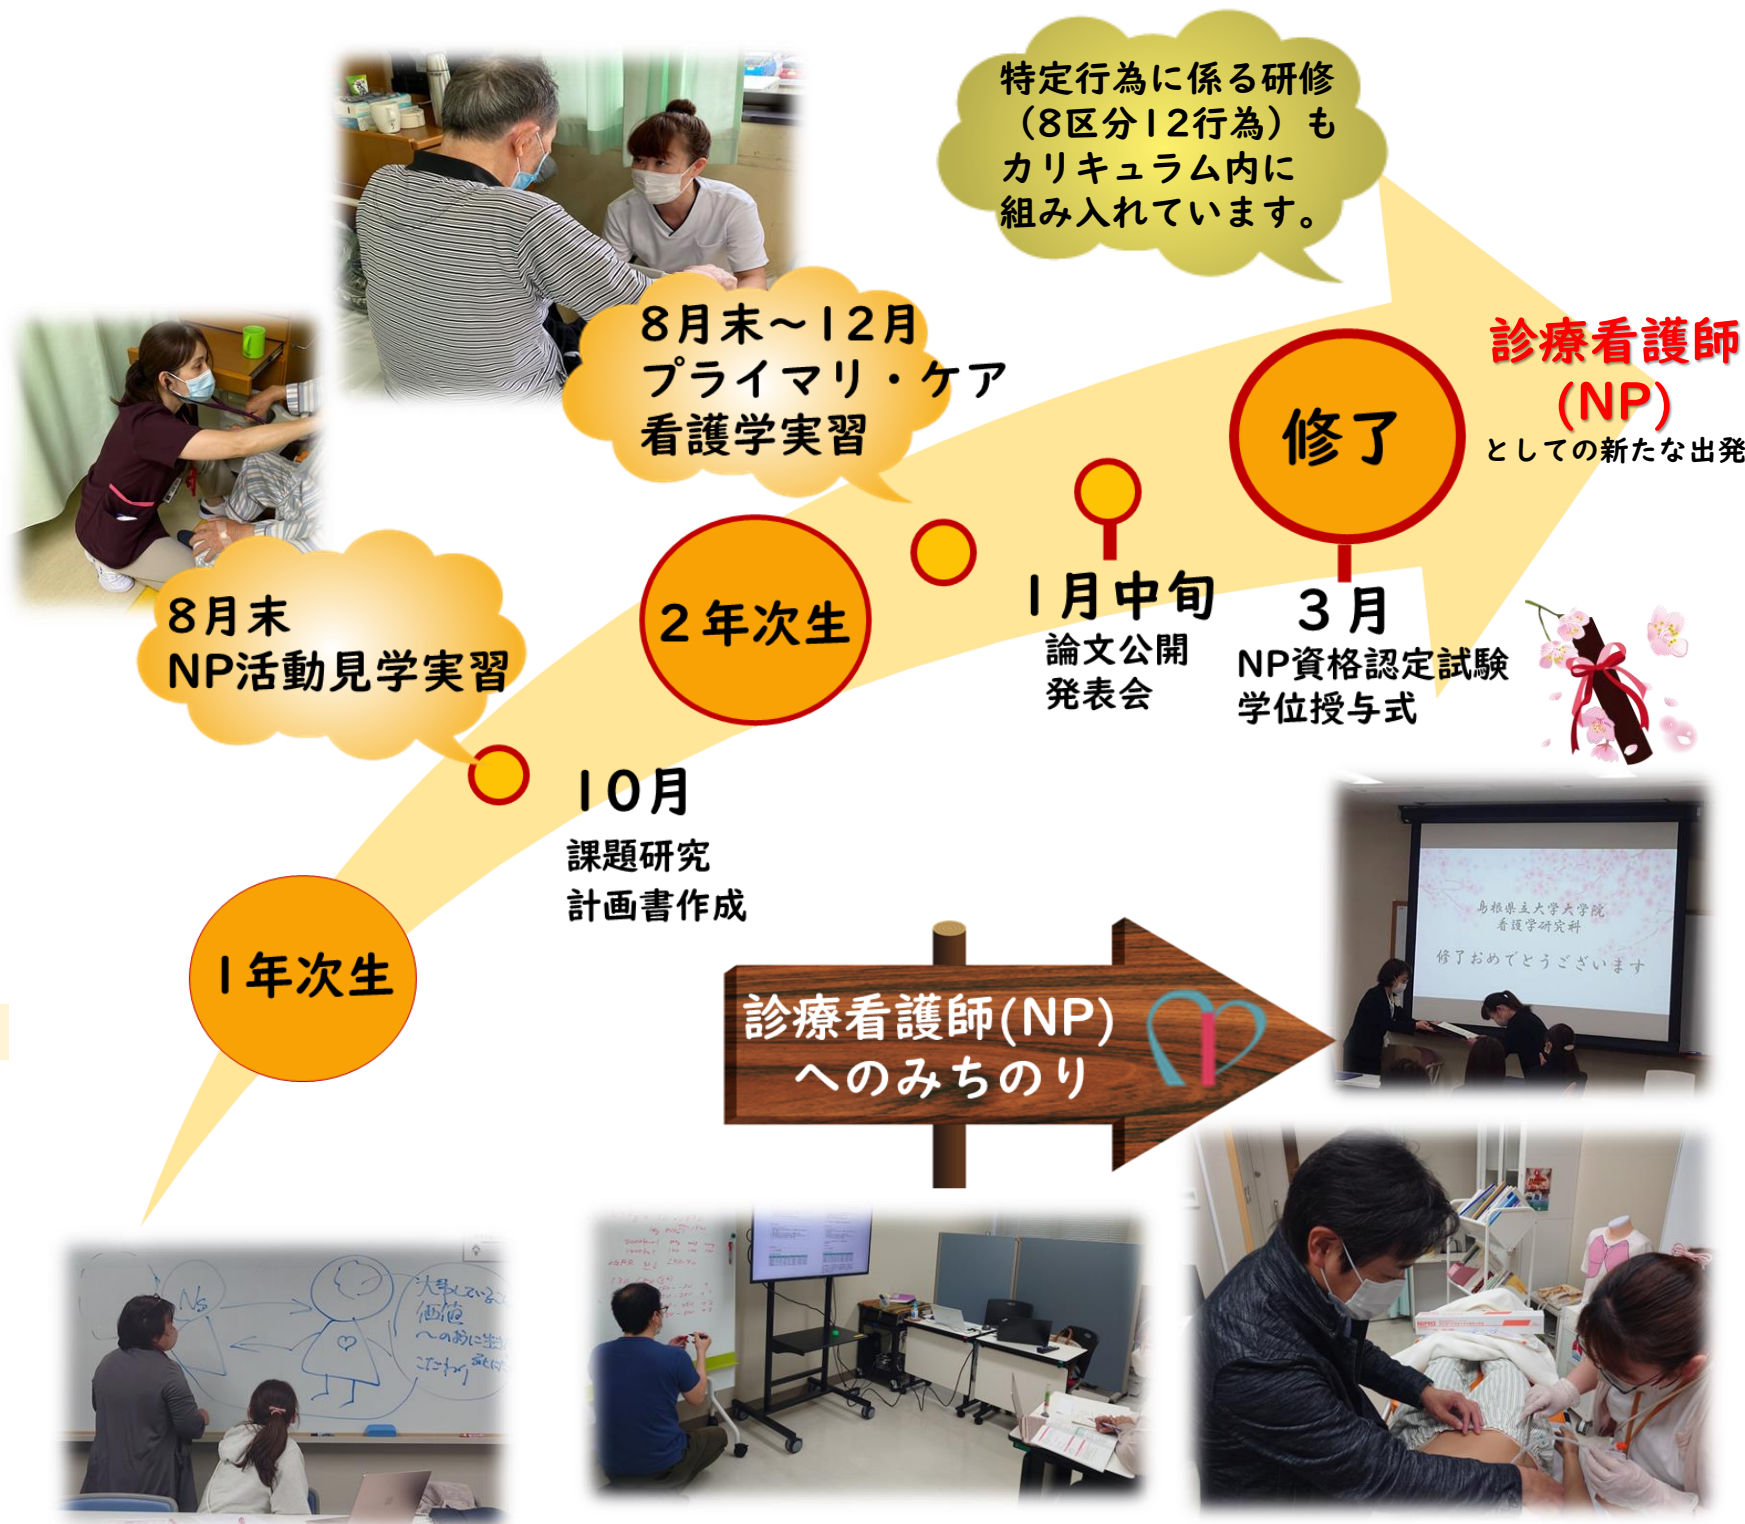 特定行為に係る研修
（8区分12行為）も
カリキュラム内に
組み入れています。
8月末～12月
プライマリ・ケア
看護学実習
診療看護師
(NP)
としての新たな出発
修了
8月末
NP活動見学実習
2年次生
1月中旬
論文公開
発表会
3月
NP資格認定試験
学位授与式
10月
課題研究
計画書作成
1年次生
診療看護師(NP)
へのみちのり
島根県立大学大学院
看護学研究科
修了おめでとうございます
Ns
価値
こだわり